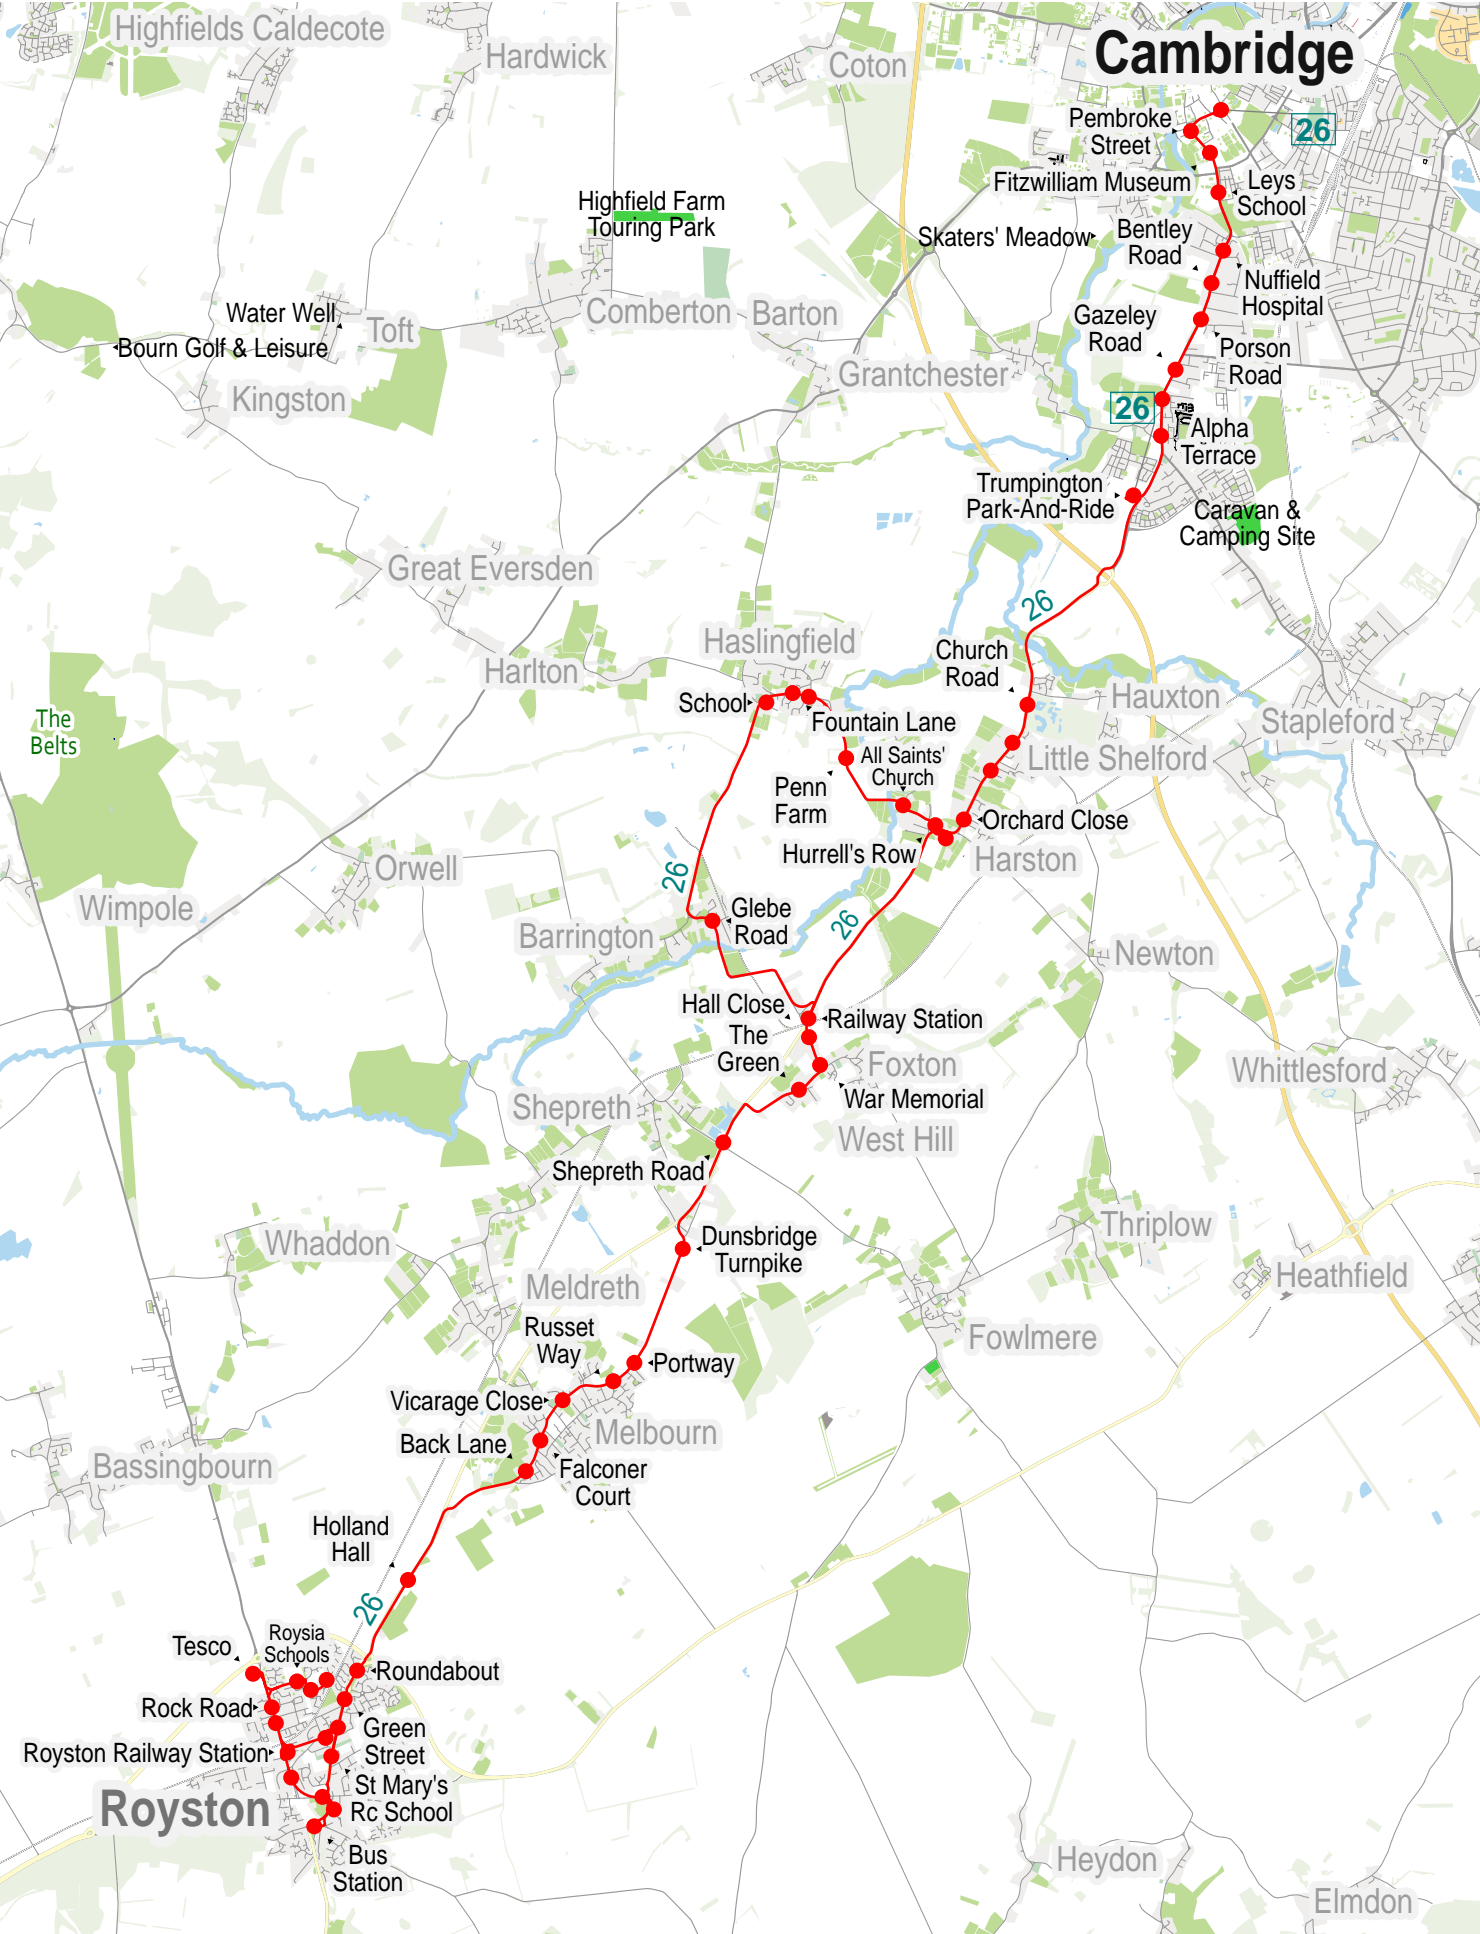 Highfields Caldecote
Hardwick
Coton
Cambridge
Pembroke
Street
26
Fitzwilliam Museum
Leys
School
Highfield Farm
Touring Park
Skaters' Meadow
Bentley
Road
Nuffield
Hospital
Water Well
Toft
Comberton
Barton
Gazeley
Road
Bourn Golf & Leisure
Porson
Road
Kingston
Grantchester
26
Alpha
Terrace
Trumpington
Park-And-Ride
Caravan &
Camping Site
Great Eversden
26
Haslingfield
Church
Road
Harlton
School
Hauxton
The
Belts
Fountain Lane
Stapleford
All Saints'
Church
Little Shelford
Penn
Farm
Orchard Close
Hurrell's Row
Harston
Orwell
26
Wimpole
Glebe
Road
26
Barrington
Newton
Hall Close
Railway Station
The
Green
Foxton
Whittlesford
War Memorial
Shepreth
West Hill
Shepreth Road
Whaddon
Dunsbridge
Turnpike
Thriplow
Meldreth
Heathfield
Russet
Way
Fowlmere
Portway
Vicarage Close
Melbourn
Back Lane
Bassingbourn
Falconer
Court
Holland
Hall
26
Tesco
Roysia
Schools
Roundabout
Rock Road
Green
Street
Royston Railway Station
St Mary's
Rc School
Royston
Bus
Station
Heydon
Elmdon